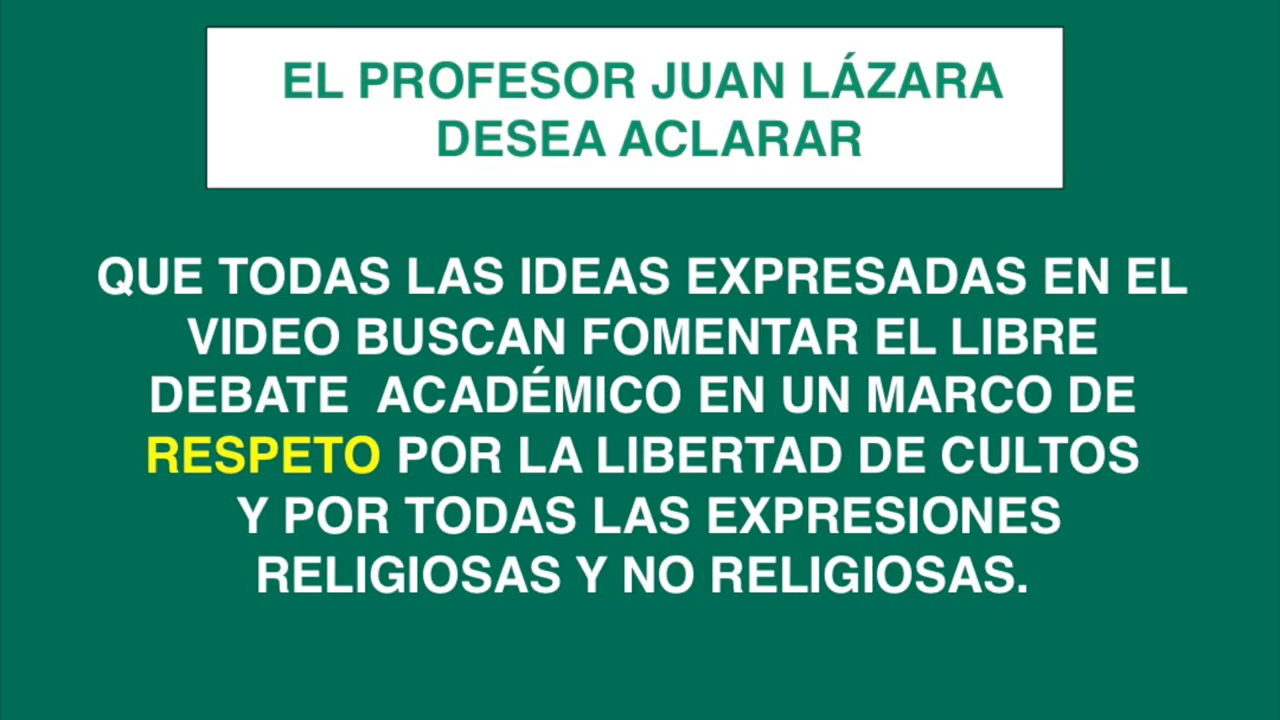 EL PROFESOR JUAN LÁZARA
DESEA ACLARAR
QUE TODAS LAS IDEAS EXPRESADAS EN EL
VIDEO BUSCAN FOMENTAR EL LIBRE
DEBATE  ACADÉMICO EN UN MARCO DE
RESPETO POR LA LIBERTAD DE CULTOS
Y POR TODAS LAS EXPRESIONES
RELIGIOSAS Y NO RELIGIOSAS.